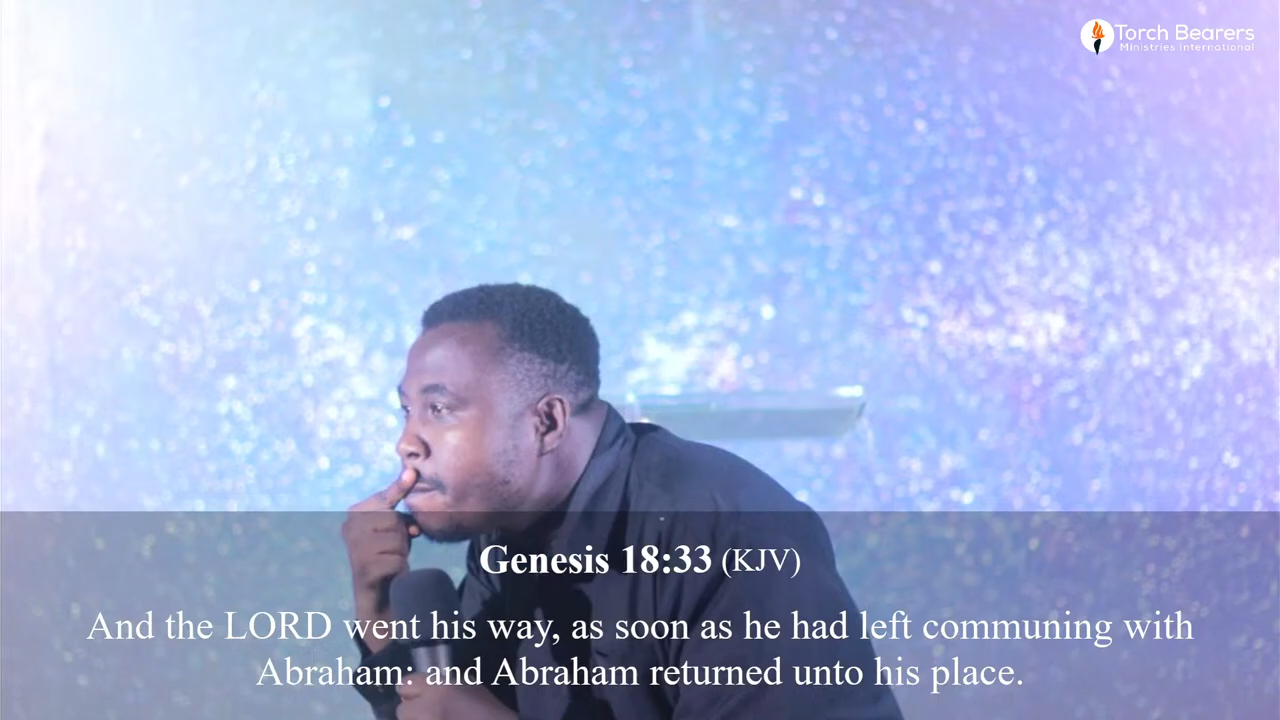 Torch Bearers
Ministries International
Genesis 18:33 (KJV)
And the LORD went his way, as soon as he had left communing with
Abraham: and Abraham returned unto his place.